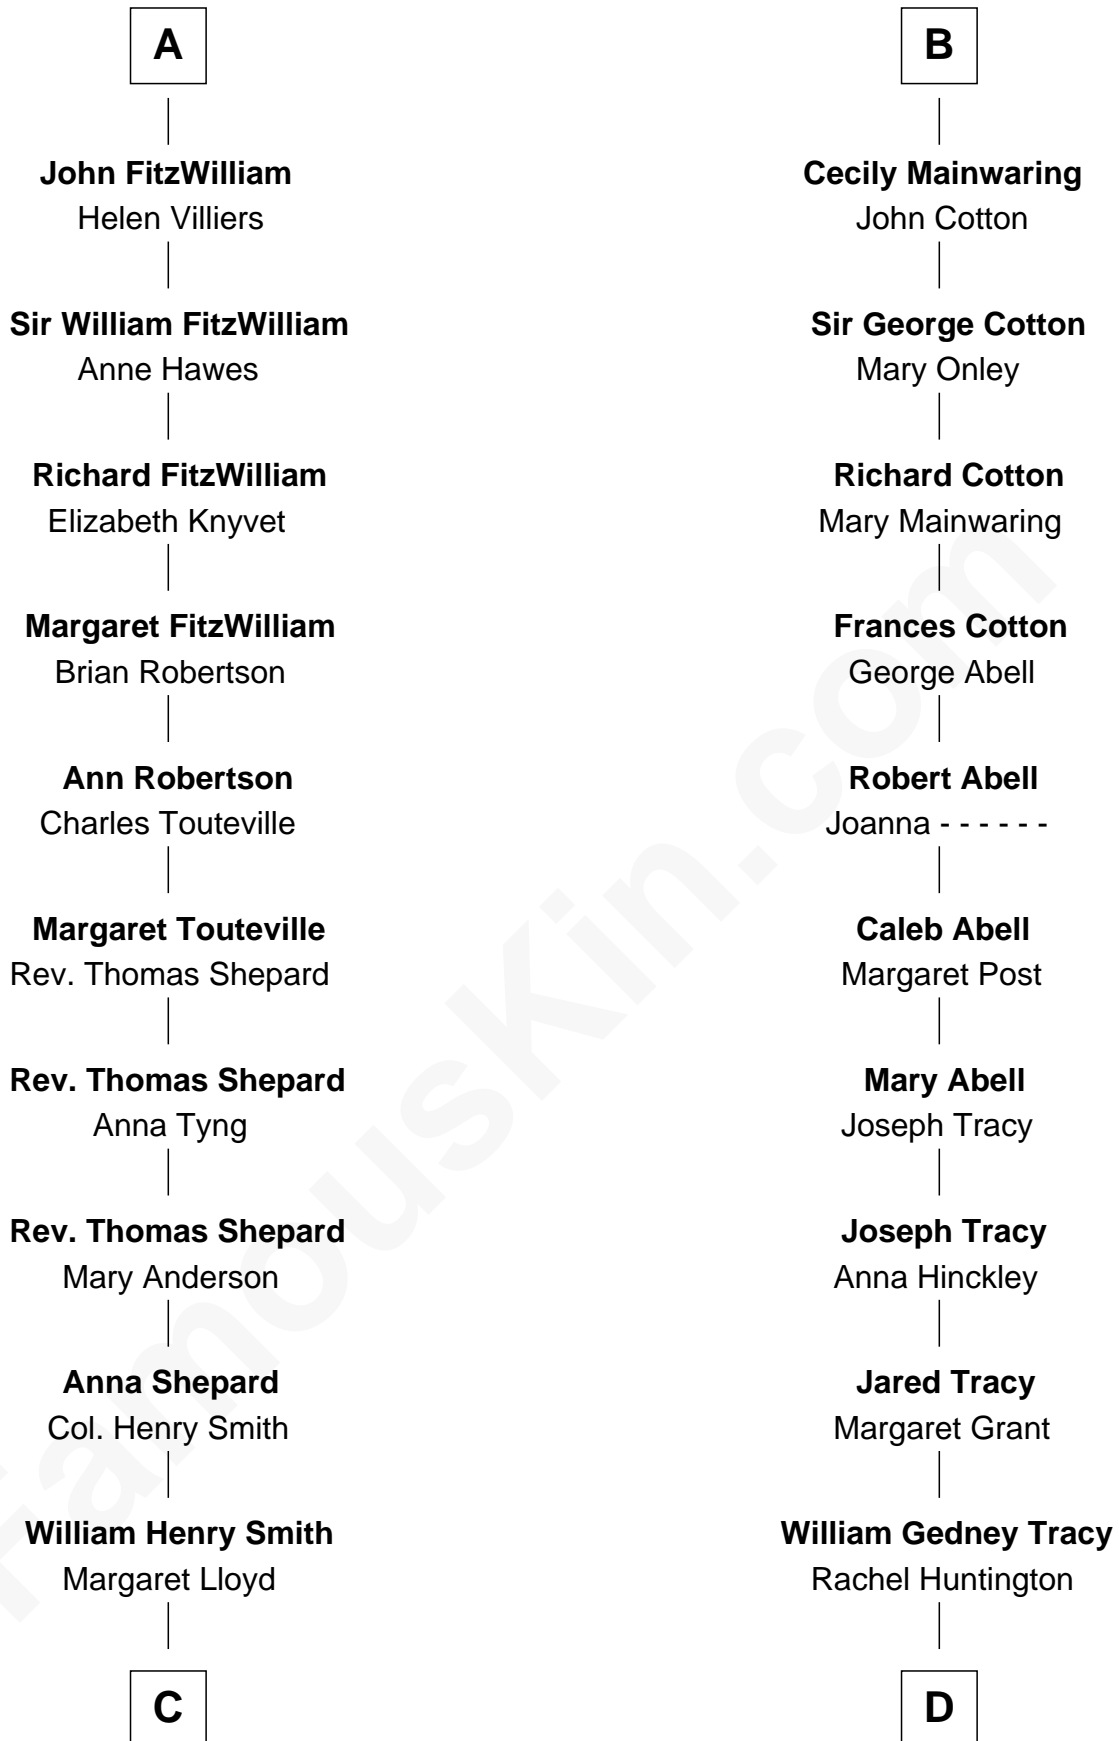 A
John FitzWilliam
Helen Villiers
Sir William FitzWilliam
Anne Hawes
Richard FitzWilliam
Elizabeth Knyvet
Margaret FitzWilliam
Brian Robertson
Ann Robertson
Charles Touteville
Margaret Touteville
Rev. Thomas Shepard
Rev. Thomas Shepard
Anna Tyng
Rev. Thomas Shepard
Mary Anderson
Anna Shepard
Col. Henry Smith
William Henry Smith
Margaret Lloyd
C
B
Cecily Mainwaring
John Cotton
Sir George Cotton
Mary Onley
Richard Cotton
Mary Mainwaring
Frances Cotton
George Abell
Robert Abell
Joanna - - - - - -
Caleb Abell
Margaret Post
Mary Abell
Joseph Tracy
Joseph Tracy
Anna Hinckley
Jared Tracy
Margaret Grant
William Gedney Tracy
Rachel Huntington
D
FamousKin.com